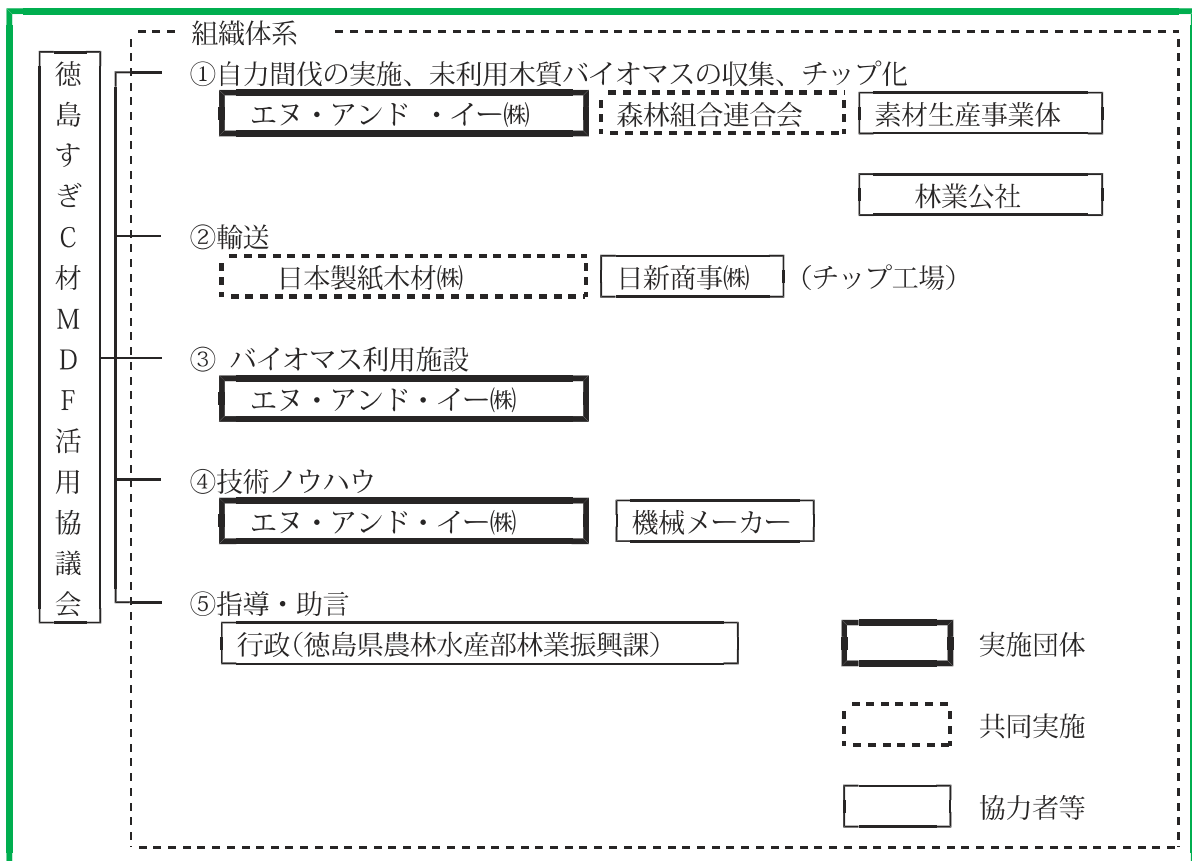 組織体系
徳島すぎC材MDF活用協議会
①自力間伐の実施、未利用木質バイオマスの収集、チップ化
エヌ・アンド ・イー㈱ 森林組合連合会 素材生産事業体
林業公社
②輸送
日本製紙木材㈱ 日新商事㈱ （チップ工場）
③ バイオマス利用施設
エヌ・アンド・イー㈱
④技術ノウハウ
エヌ・アンド・イー㈱ 機械メーカー
⑤指導・助言
行政（徳島県農林水産部林業振興課）
実施団体
共同実施
協力者等